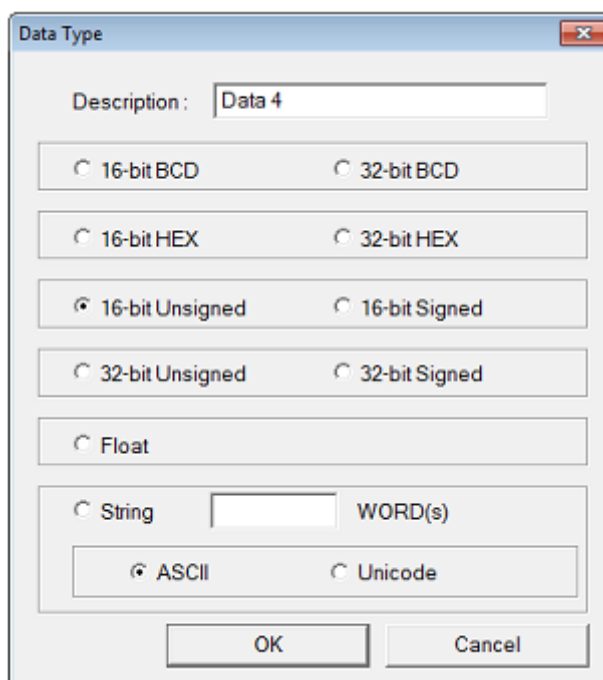 Data Type
Description : Data 4
16-bit BCD 32-bit BCD
16-bit HEX 32-bit HEX
16-bit Unsigned 16-bit Signed
32-bit Unsigned 32-bit Signed
Float
String WORD(s)
ASCII Unicode
OK Cancel